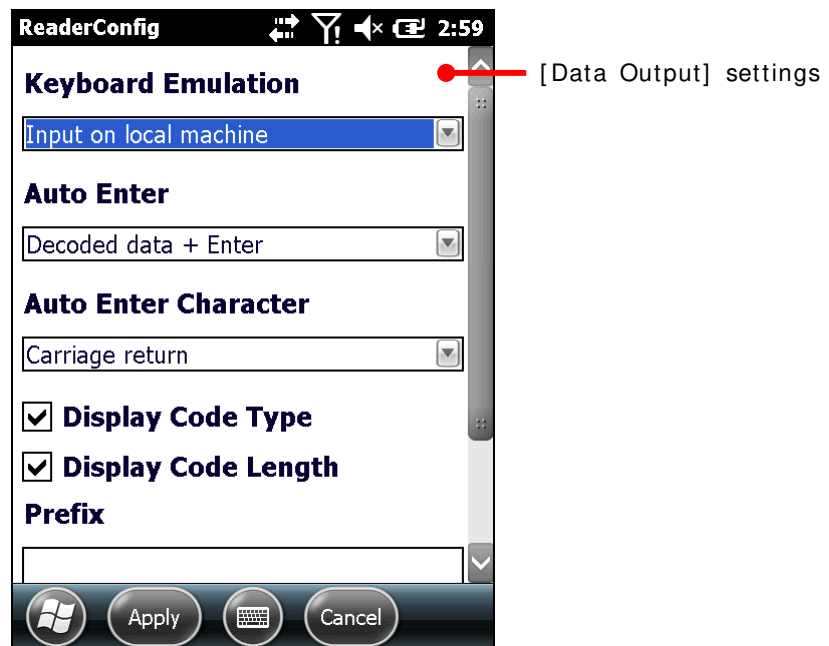 ReaderConfig 2:59
[Data Output] settings
Keyboard Emulation
Input on local machine
Auto Enter
Decoded data + Enter
Auto Enter Character
Carriage return
Display Code Type
Display Code Length
Prefix
Apply Cancel